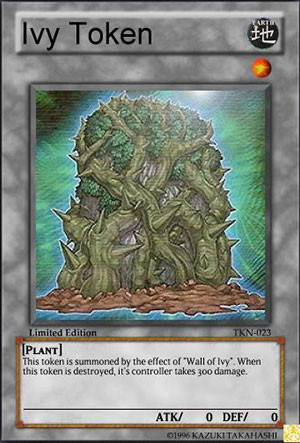 Ivy Token
EARTH
地
Limited Edition TKN-023
[PLANT]
This token is summoned by the effect of "Wall of Ivy". When
this token is destroyed, it's controller takes 300 damage.
ATK/ 0 DEF/ 0
©1996 KAZUKI TAKAHASHI